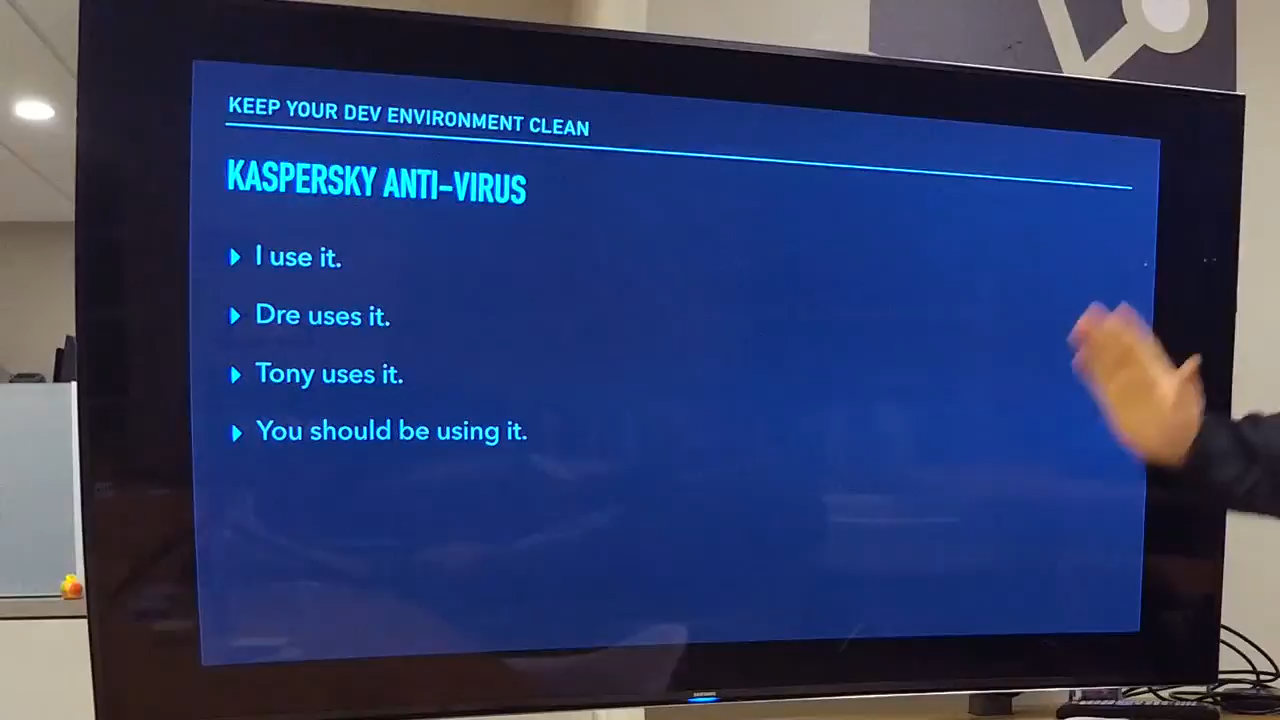 KEEP YOUR DEV ENVIRONMENT CLEAN
KASPERSKY ANTI-VIRUS
I use it.
Dre uses it.
Tony uses it.
You should be using it.
SAMSUNG